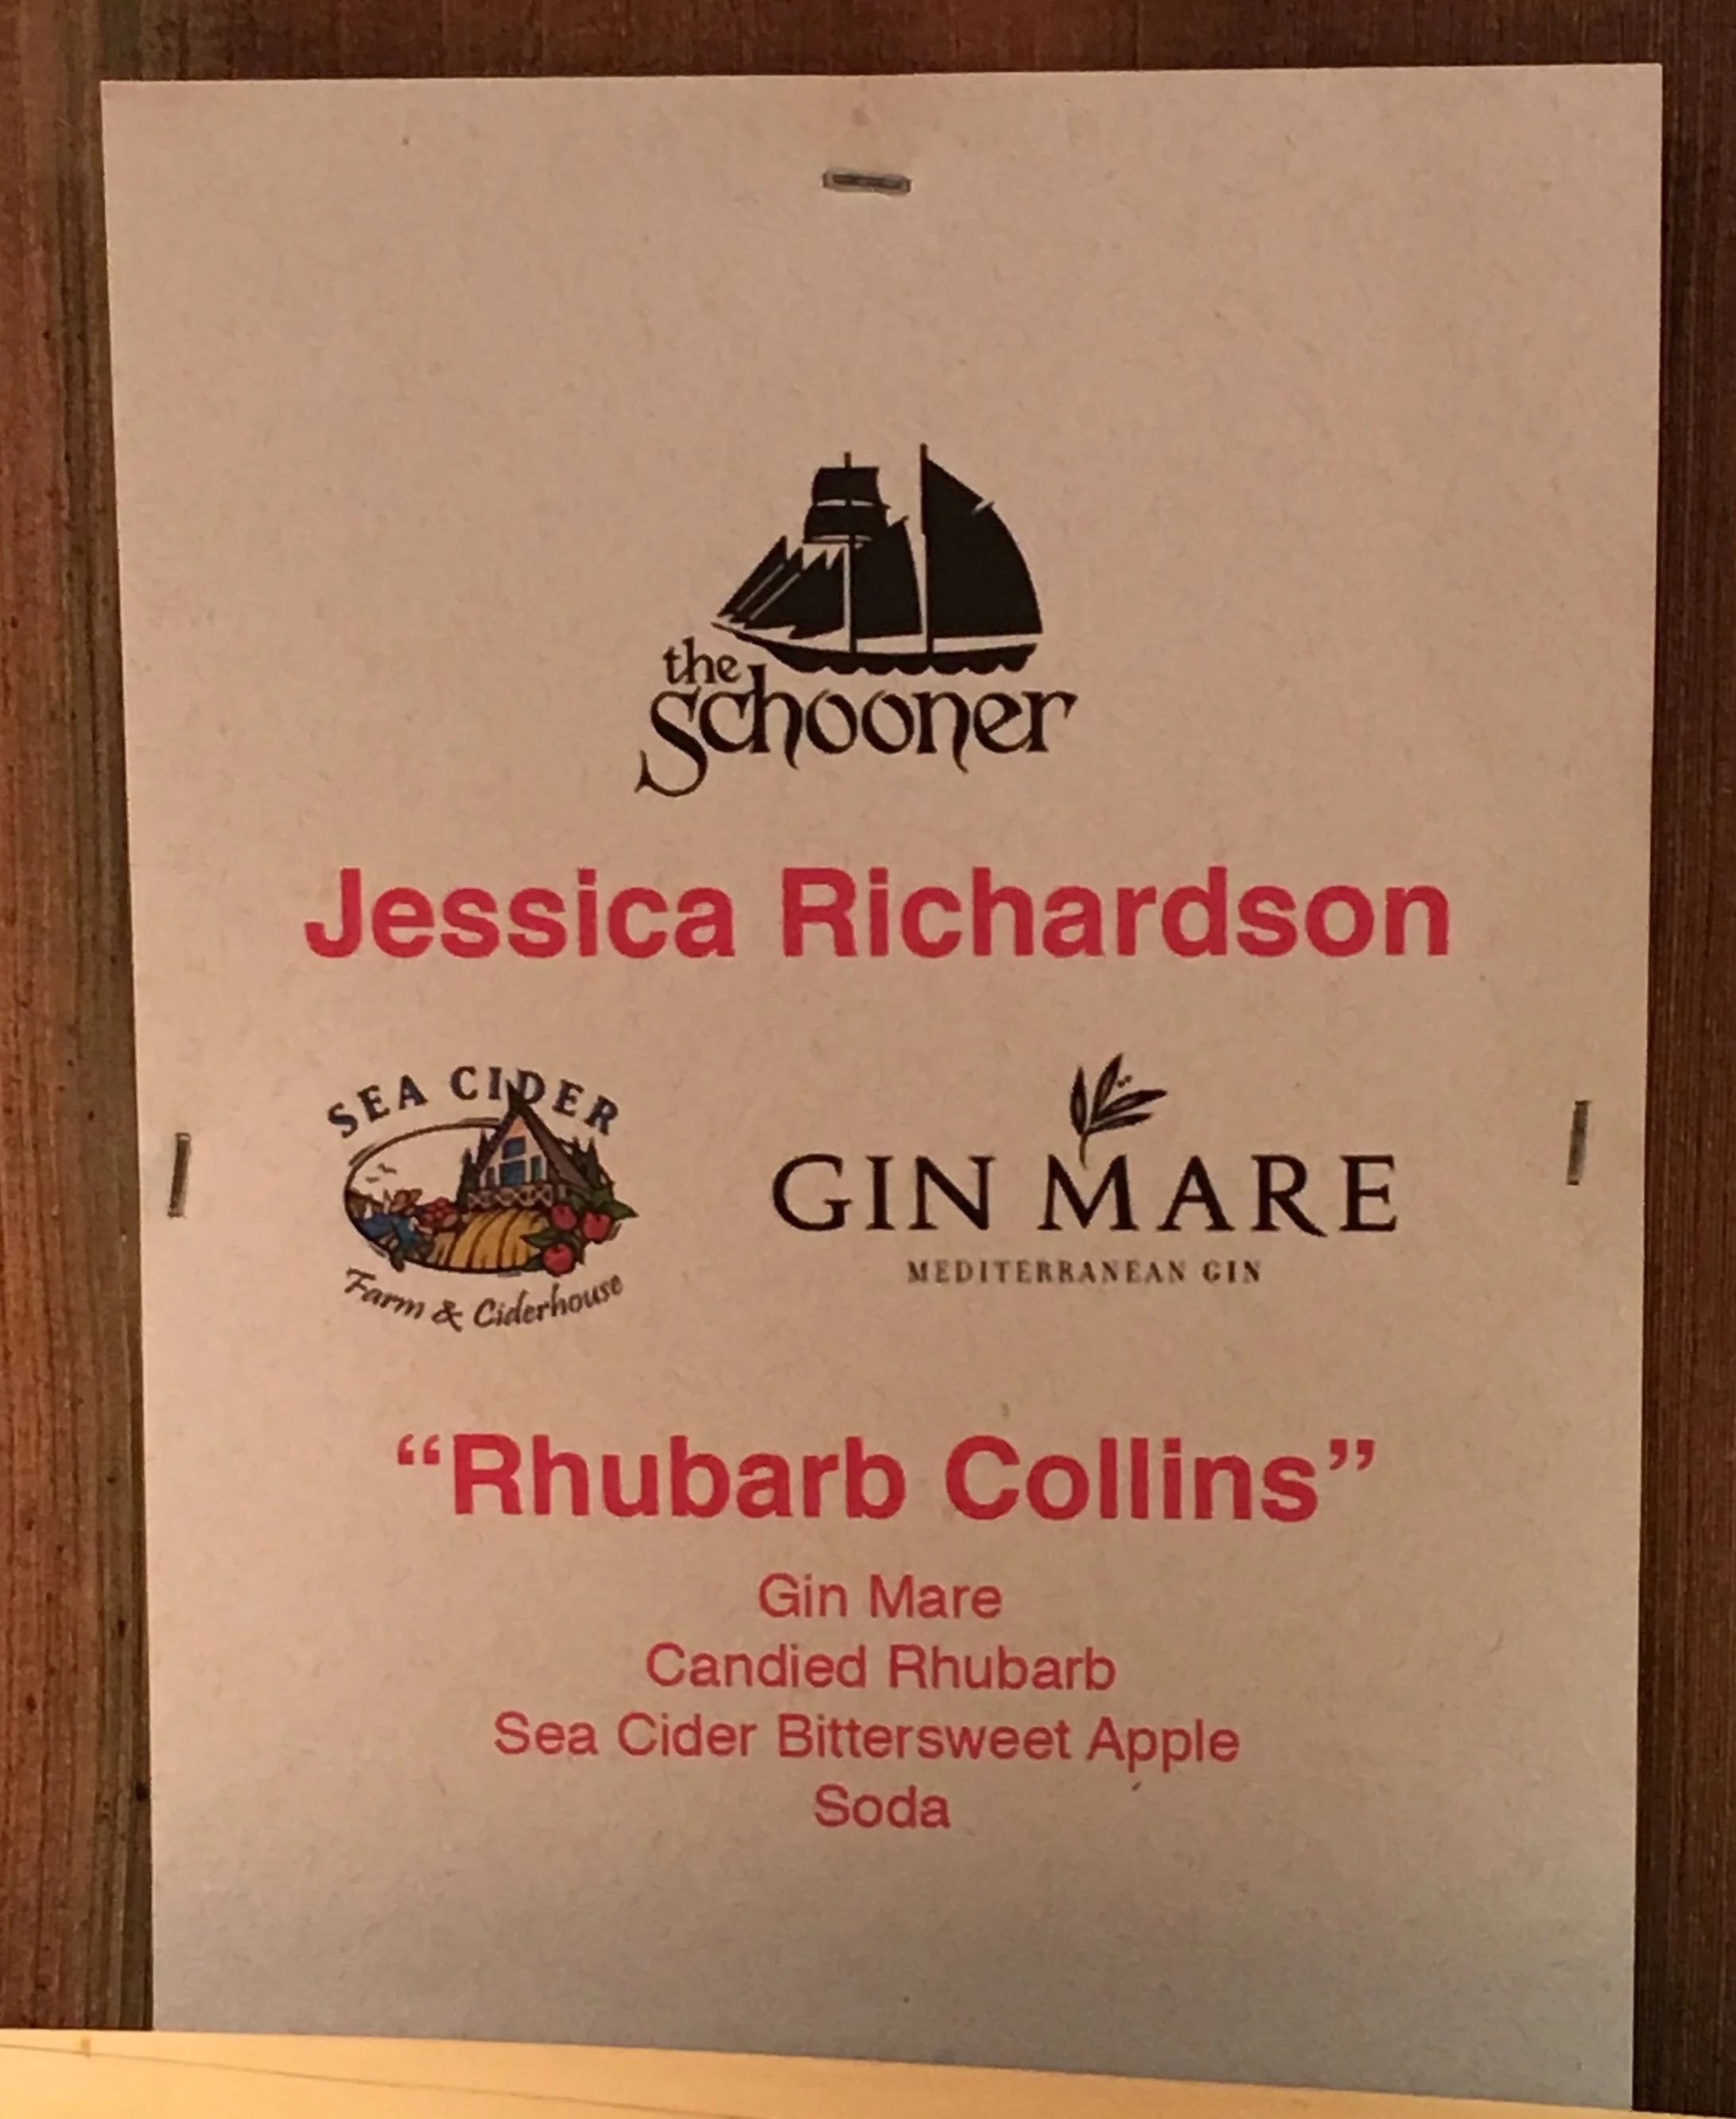 the
Schooner
Jessica Richardson
SEA CIDER
Farm & Ciderhouse
GIN MARE
MEDITERRANEAN GIN
“Rhubarb Collins”
Gin Mare
Candied Rhubarb
Sea Cider Bittersweet Apple
Soda